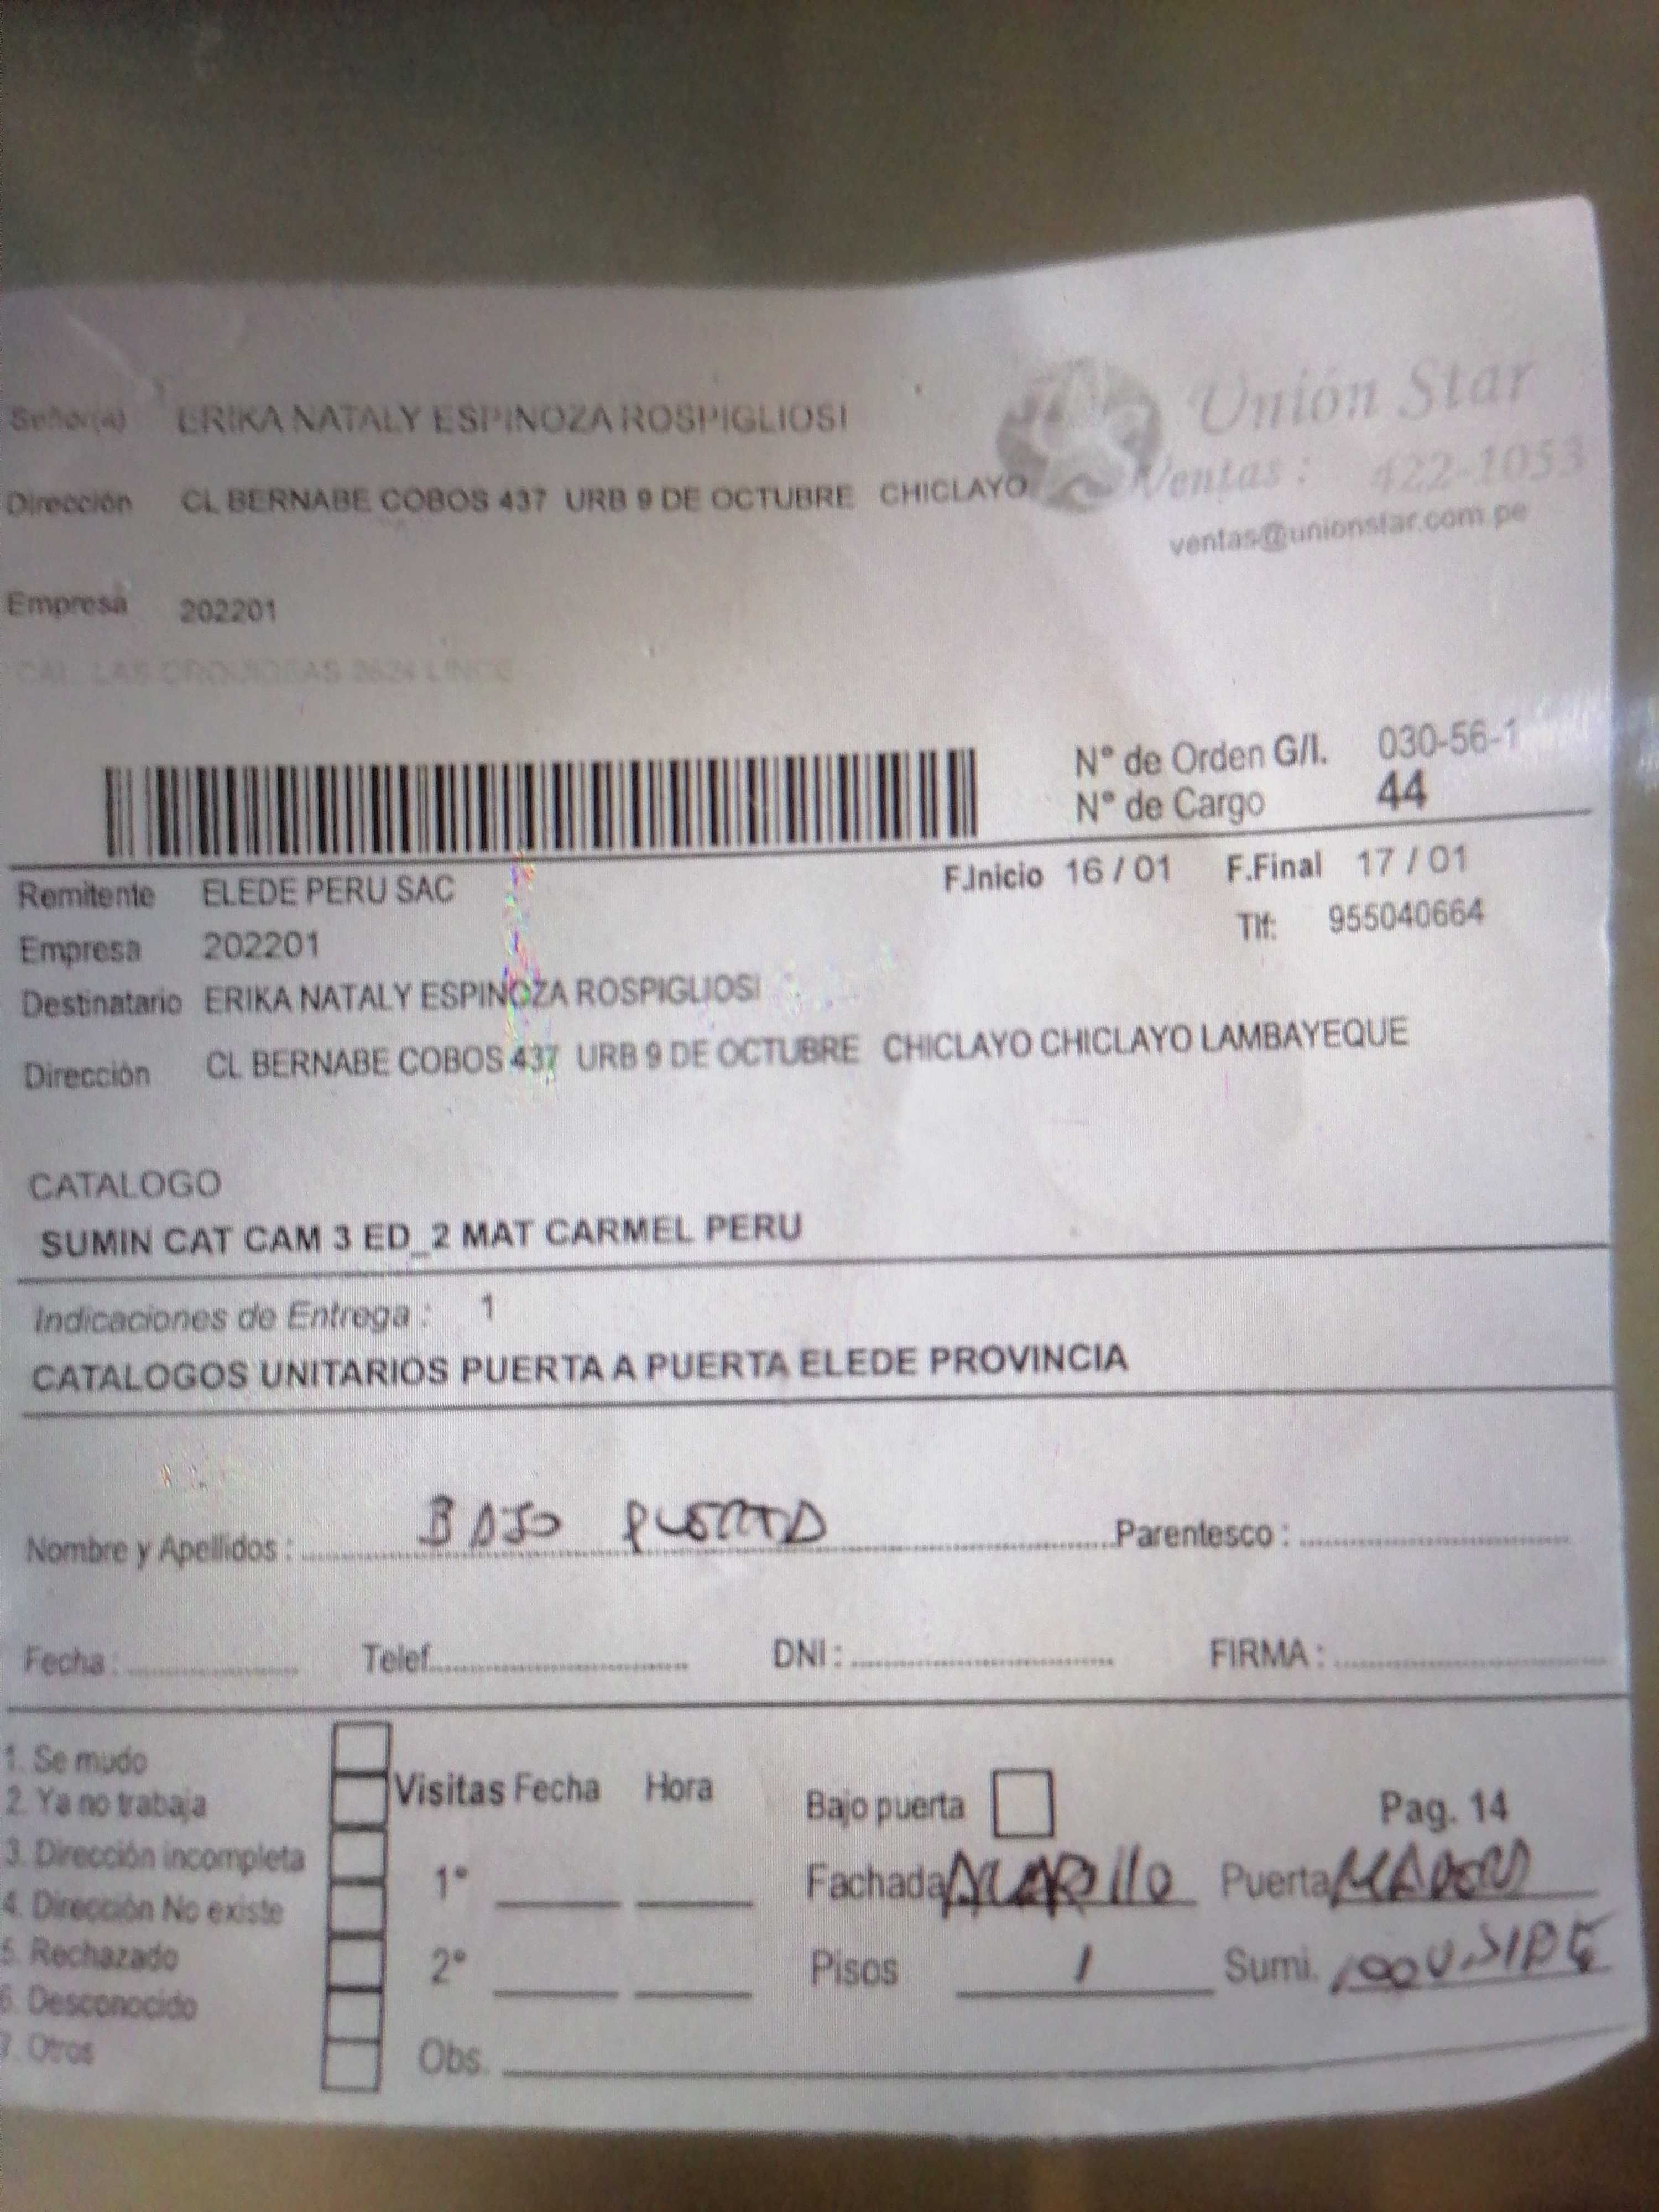 Señor(a) ERIKA NATALY ESPINOZA ROSPIGLIOSI
Unión Star
Ventas : 422-1053
ventas@unionstar.com.pe
Dirección CL BERNABE COBOS 437 URB 9 DE OCTUBRE CHICLAYO
Empresa 202201
CAL. LAS ORQUIDEAS 2624 LINCE
N° de Orden G/I. 030-56-1
N° de Cargo 44
Remitente ELEDE PERU SAC F.Inicio 16 / 01 F.Final 17 / 01
Empresa 202201 Tlf: 955040664
Destinatario ERIKA NATALY ESPINOZA ROSPIGLIOSI
Dirección CL BERNABE COBOS 437 URB 9 DE OCTUBRE CHICLAYO CHICLAYO LAMBAYEQUE
CATALOGO
SUMIN CAT CAM 3 ED_2 MAT CARMEL PERU
Indicaciones de Entrega : 1
CATALOGOS UNITARIOS PUERTA A PUERTA ELEDE PROVINCIA
Nombre y Apellidos : BAJO PUERTA Parentesco :
Fecha : Telef. DNI : FIRMA :
1. Se mudo
2. Ya no trabaja
3. Dirección incompleta
4. Dirección No existe
5. Rechazado
6. Desconocido
7. Otros
Visitas Fecha Hora
1°
2°
Obs.
Bajo puerta Pag. 14
Fachada Puerta
Pisos 1 Sumi.